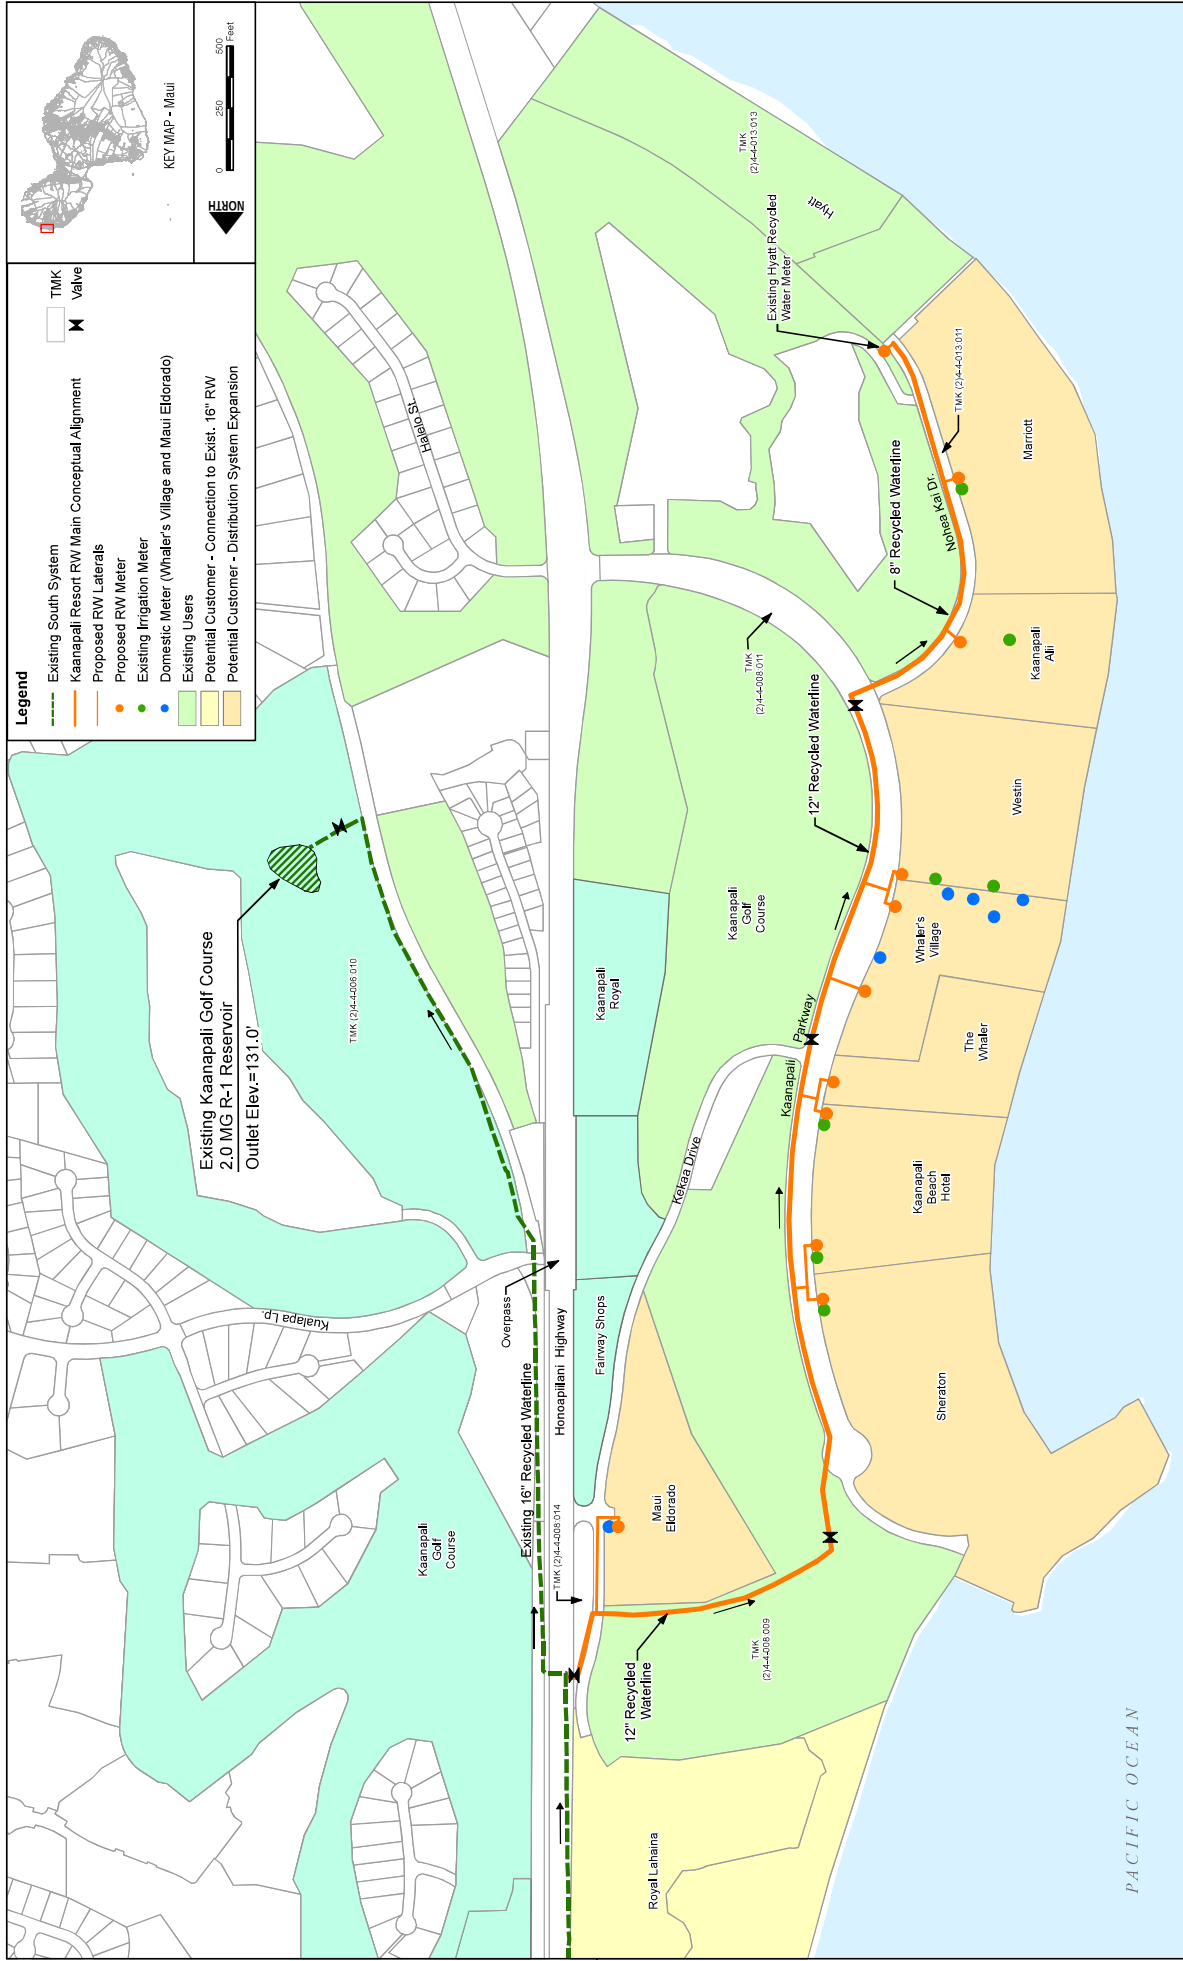 Legend
Existing South System
Kaanapali Resort RW Main Conceptual Alignment
Proposed RW Laterals
Proposed RW Meter
Existing Irrigation Meter
Domestic Meter (Whaler's Village and Maui Eldorado)
Existing Users
Potential Customer - Connection to Exist. 16" RW
Potential Customer - Distribution System Expansion
TMK
Valve
KEY MAP - Maui
NORTH
0
250
500
Feet
Existing Kaanapali Golf Course
2.0 MG R-1 Reservoir
Outlet Elev.=131.0'
TMK (2)4-4-006:010
Halelo St.
Kualapa Lp.
Kaanapali
Golf
Course
Overpass
Existing 16" Recycled Waterline
Honoapiilani Highway
TMK (2)4-4-008:014
Fairway Shops
Kaanapali
Royal
Kekaa Drive
Maui
Eldorado
12" Recycled
Waterline
TMK
(2)4-4-008:009
Royal Lahaina
Kaanapali
Golf
Course
Kaanapali
Parkway
12" Recycled Waterline
TMK
(2)4-4-008:011
8" Recycled Waterline
Nohea Kai Dr.
Existing Hyatt Recycled
Water Meter
TMK
(2)4-4-013:013
Hyatt
TMK (2)4-4-013:011
Marriott
Kaanapali
Alii
Westin
Whaler's
Village
The
Whaler
Kaanapali
Beach
Hotel
Sheraton
PACIFIC OCEAN